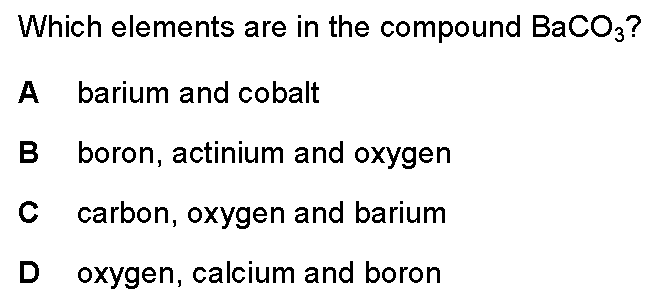 Which elements are in the compound BaCO₃?
A barium and cobalt
B boron, actinium and oxygen
C carbon, oxygen and barium
D oxygen, calcium and boron